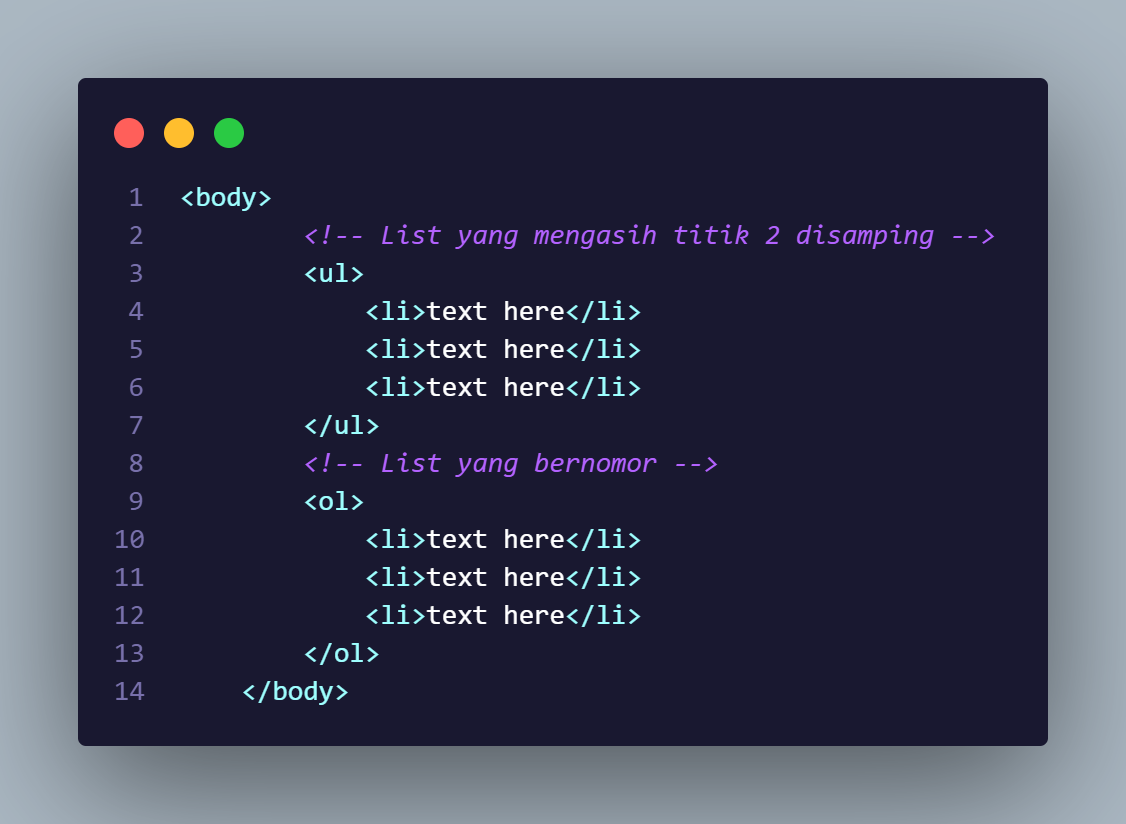 1 <body>
2 <!-- List yang mengasih titik 2 disamping -->
3 <ul>
4 <li>text here</li>
5 <li>text here</li>
6 <li>text here</li>
7 </ul>
8 <!-- List yang bernomor -->
9 <ol>
10 <li>text here</li>
11 <li>text here</li>
12 <li>text here</li>
13 </ol>
14 </body>